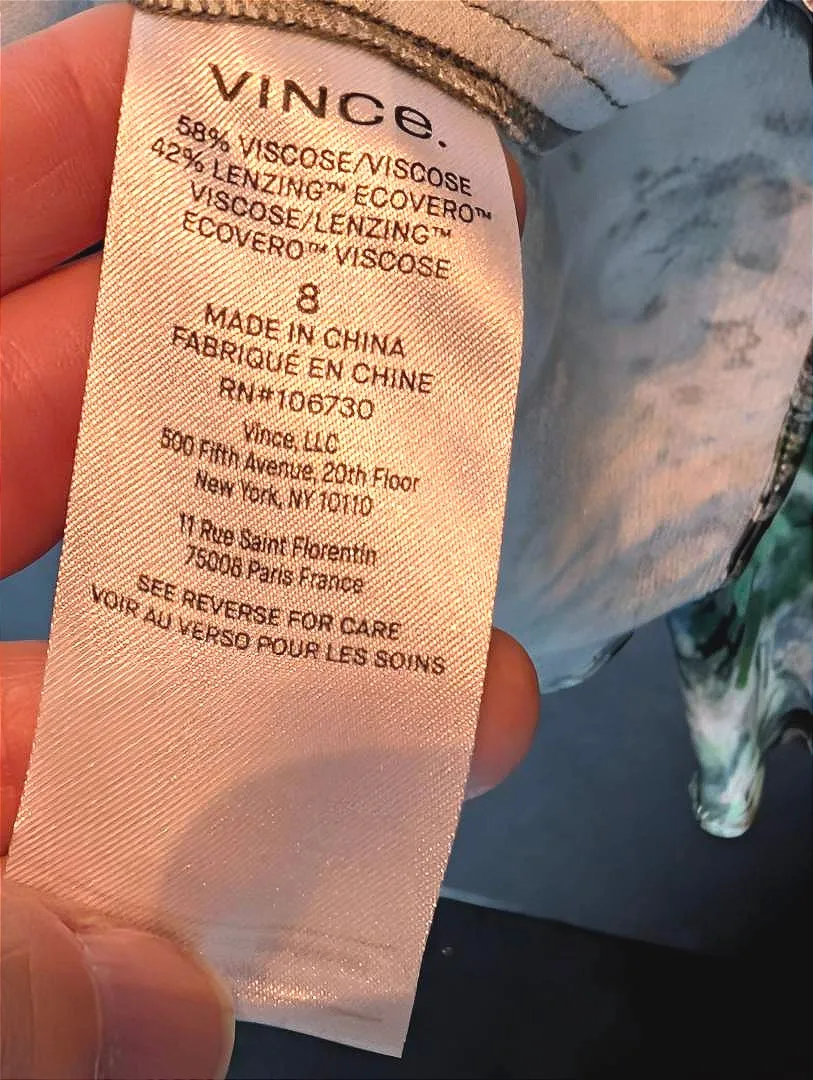 VINCE.
58% VISCOSE/VISCOSE
42% LENZING™ ECOVERO™
VISCOSE/LENZING™
ECOVERO™ VISCOSE
8
MADE IN CHINA
FABRIQUÉ EN CHINE
RN#106730
Vince, LLC
500 Fifth Avenue, 20th Floor
New York, NY 10110
11 Rue Saint Florentin
75008 Paris France
SEE REVERSE FOR CARE
VOIR AU VERSO POUR LES SOINS